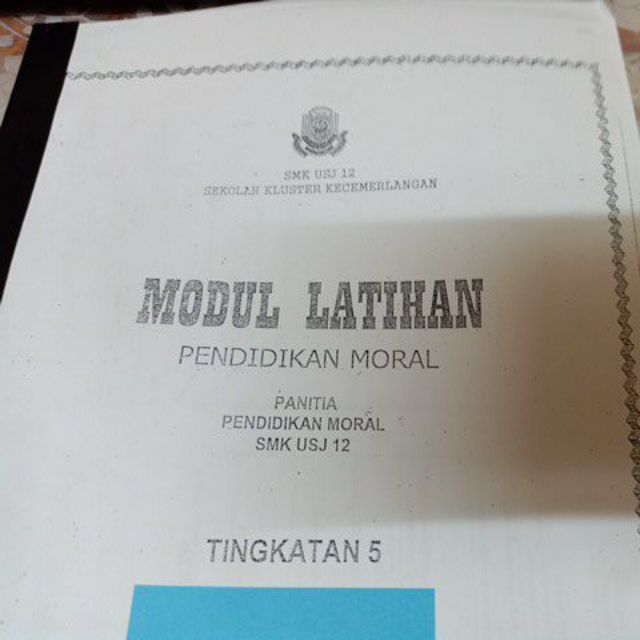 SMK USJ 12
SEKOLAH KLUSTER KECEMERLANGAN
MODUL LATIHAN
PENDIDIKAN MORAL
PANITIA
PENDIDIKAN MORAL
SMK USJ 12
TINGKATAN 5